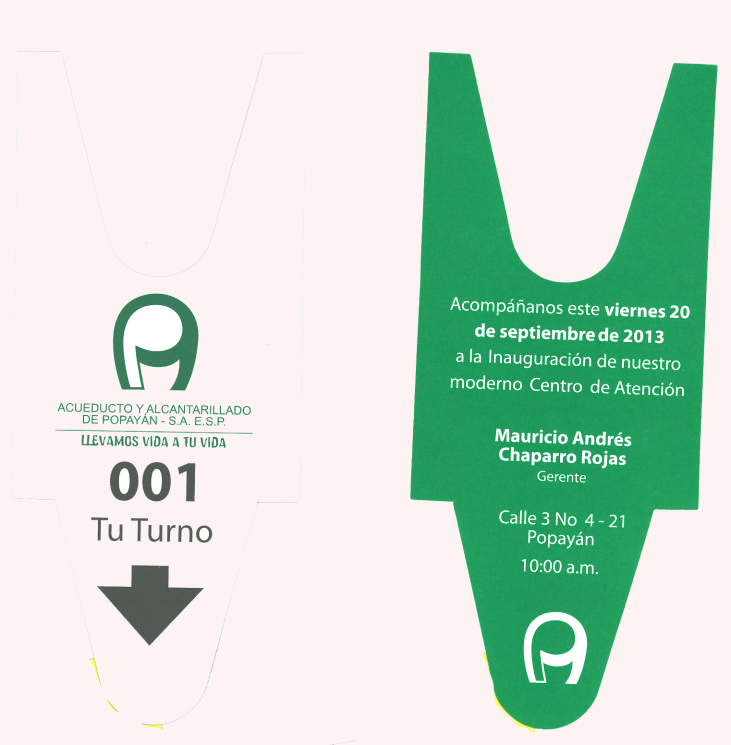 ACUEDUCTO Y ALCANTARILLADO
DE POPAYÁN - S.A. E.S.P.
LLEVAMOS VIDA A TU VIDA
001
Tu Turno
Acompáñanos este viernes 20
de septiembre de 2013
a la Inauguración de nuestro
moderno Centro de Atención
Mauricio Andrés
Chaparro Rojas
Gerente
Calle 3 No 4 - 21
Popayán
10:00 a.m.